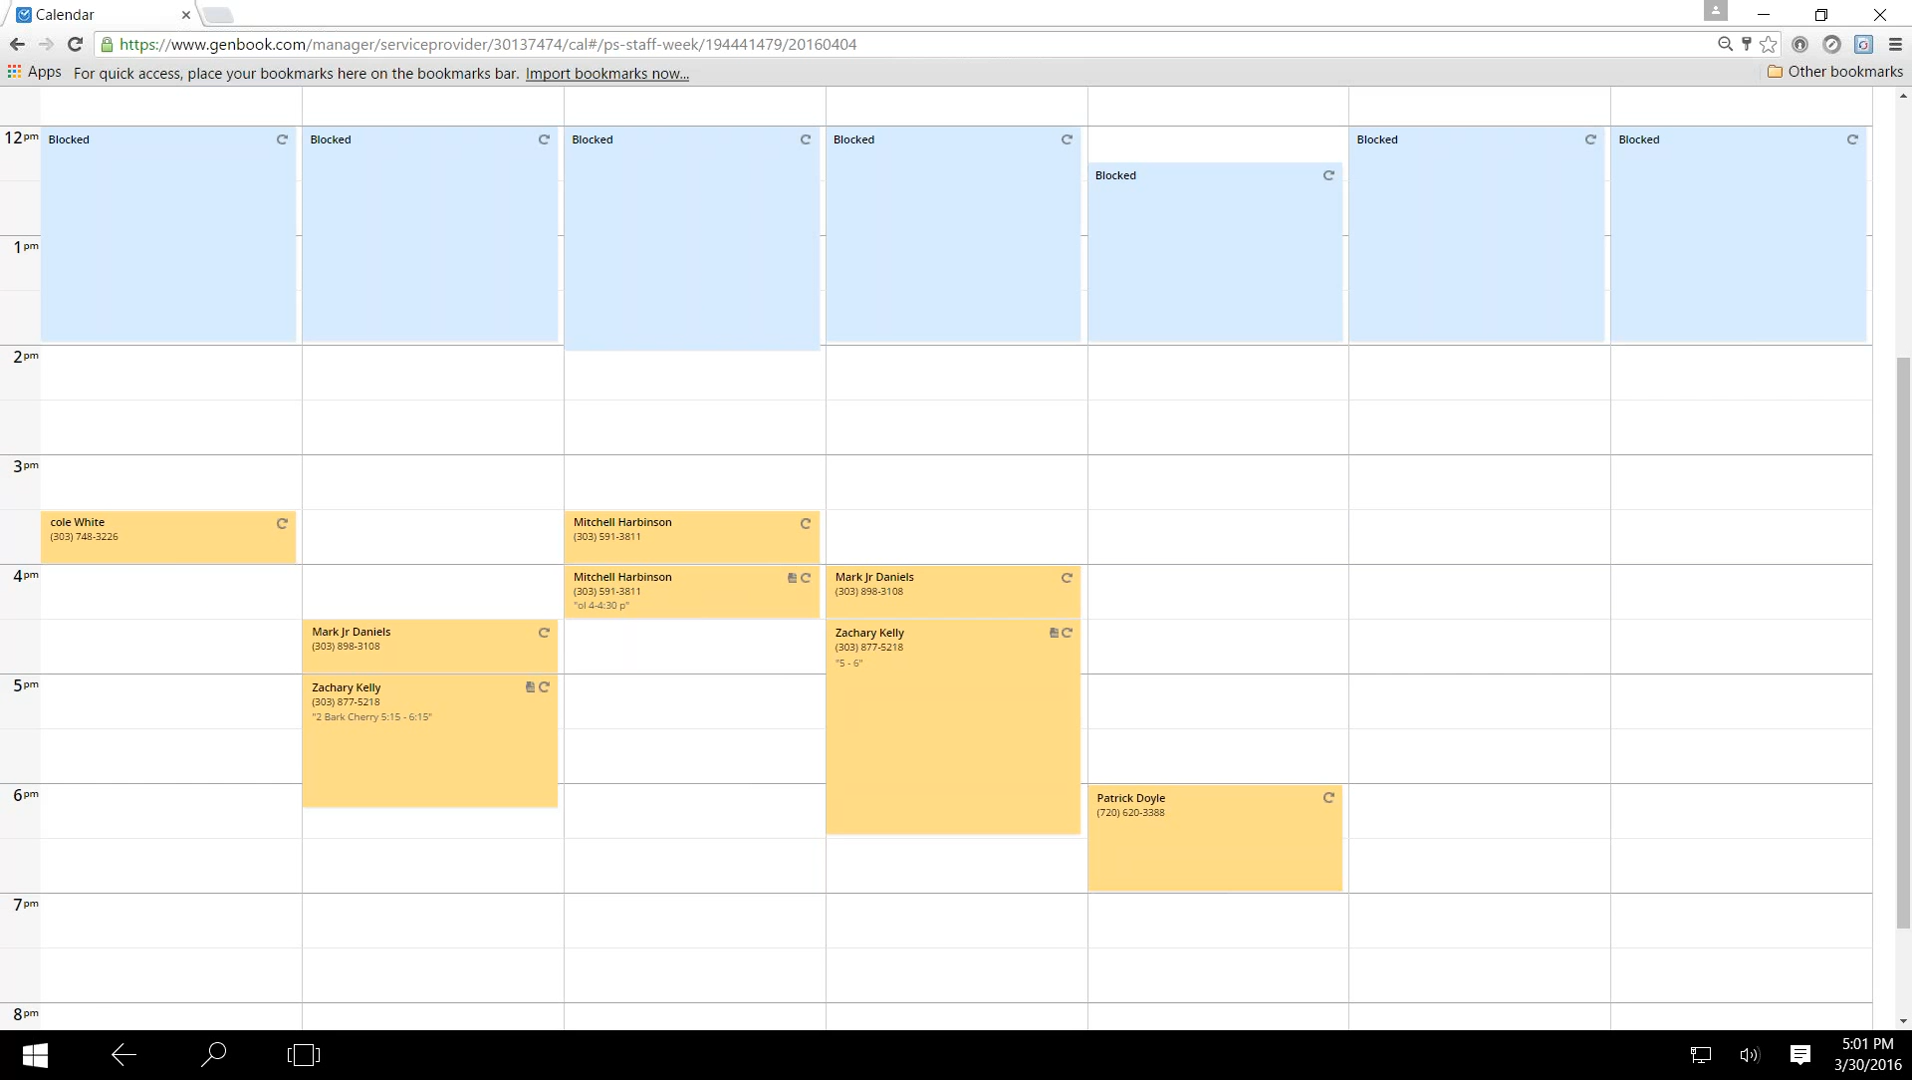 Calendar
https://www.genbook.com/manager/serviceprovider/30137474/cal#/ps-staff-week/194441479/20160404
Apps For quick access, place your bookmarks here on the bookmarks bar. Import bookmarks now... Other bookmarks
12pm
Blocked
Blocked
Blocked
Blocked
Blocked
Blocked
Blocked
1pm
2pm
3pm
cole White
(303) 748-3226
Mitchell Harbinson
(303) 591-3811
4pm
Mitchell Harbinson
(303) 591-3811
"ol 4-4:30 p"
Mark Jr Daniels
(303) 898-3108
Mark Jr Daniels
(303) 898-3108
Zachary Kelly
(303) 877-5218
"5 - 6"
5pm
Zachary Kelly
(303) 877-5218
"2 Bark Cherry 5:15 - 6:15"
6pm
Patrick Doyle
(720) 620-3388
7pm
8pm
5:01 PM
3/30/2016